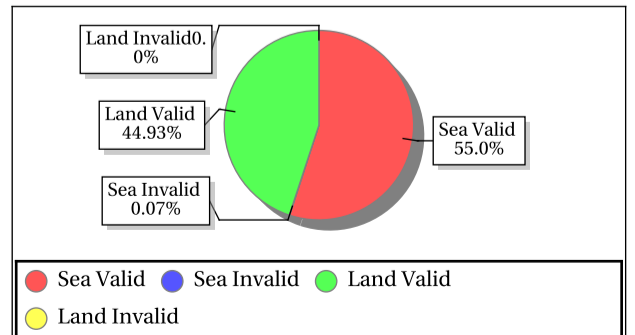 Land Invalid0.
0%
Land Valid
44.93%
Sea Valid
55.0%
Sea Invalid
0.07%
Sea Valid Sea Invalid Land Valid
Land Invalid